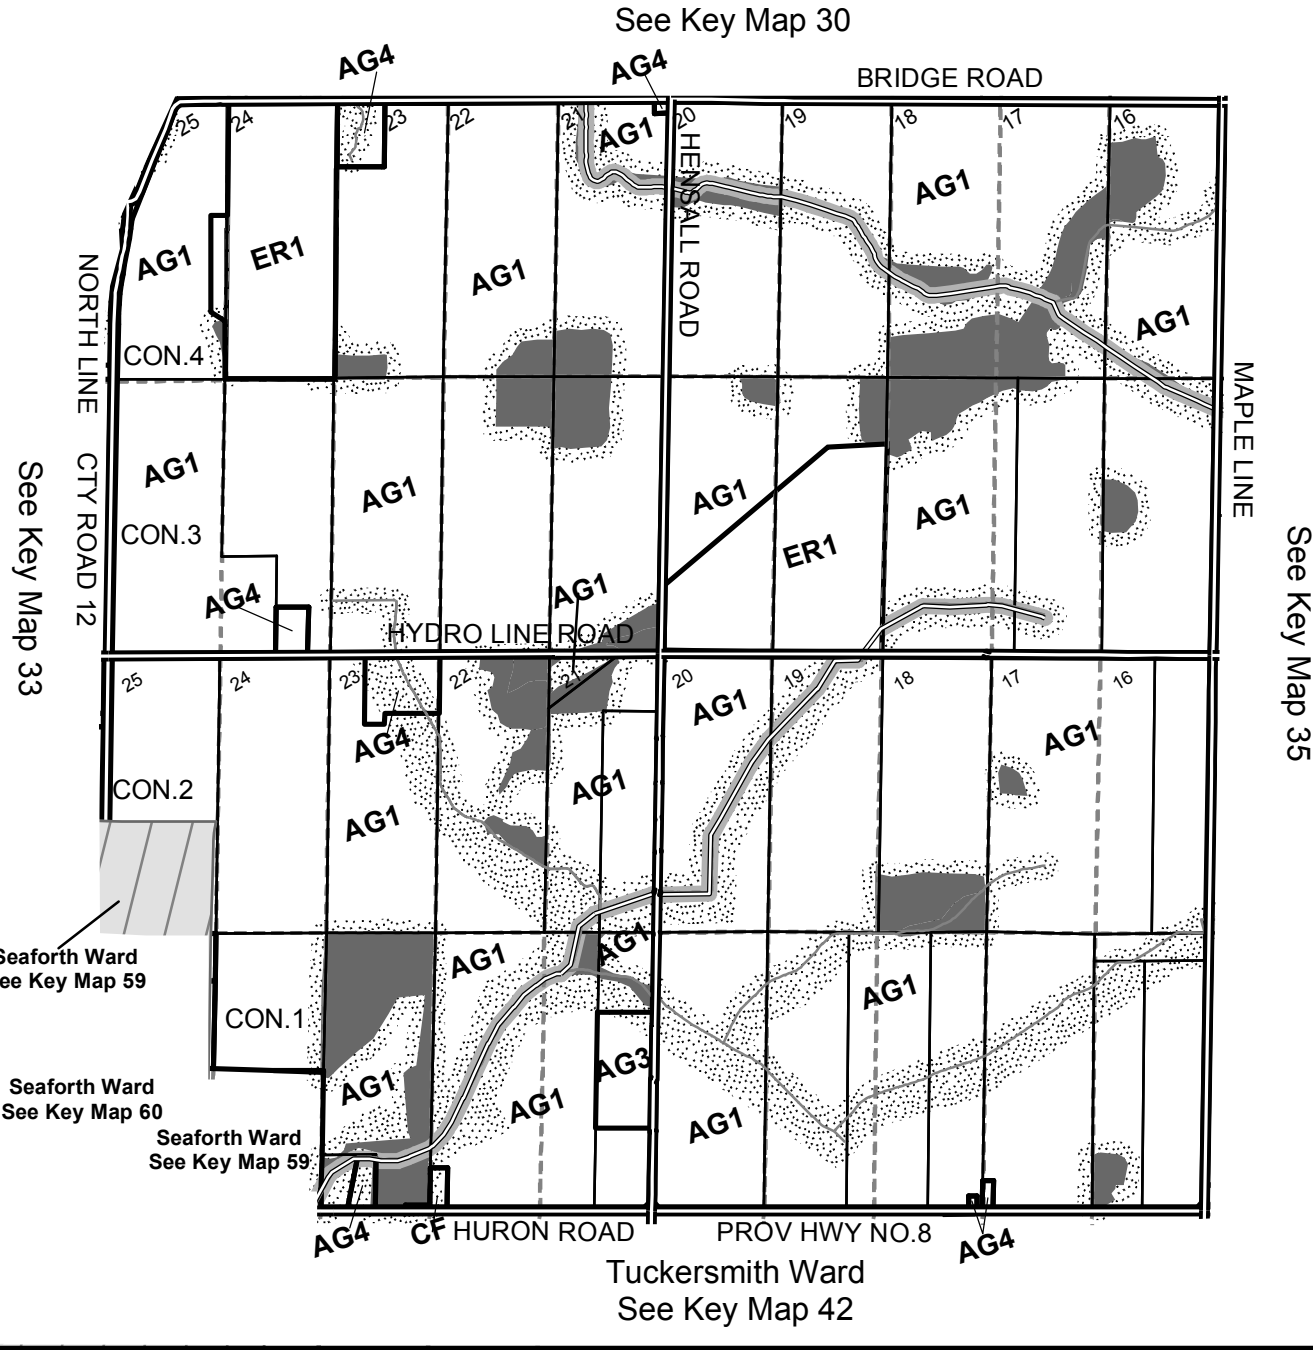 See Key Map 30
AG4
AG4
BRIDGE ROAD
25
24
23
22
21
AG1
20
19
18
17
16
HENSALL ROAD
AG1
AG1
ER1
AG1
AG1
NORTH LINE
CTY ROAD 12
CON.4
MAPLE LINE
See Key Map 33
AG1
AG1
AG1
AG1
CON.3
ER1
See Key Map 35
AG4
AG1
HYDRO LINE ROAD
25
24
23
22
21
20
19
18
17
16
AG1
AG4
AG1
CON.2
AG1
AG1
Seaforth Ward
See Key Map 59
AG1
AG1
AG1
CON.1
AG3
Seaforth Ward
See Key Map 60
AG1
AG1
AG1
Seaforth Ward
See Key Map 59
AG4
CF
HURON ROAD
PROV HWY NO.8
AG4
Tuckersmith Ward
See Key Map 42